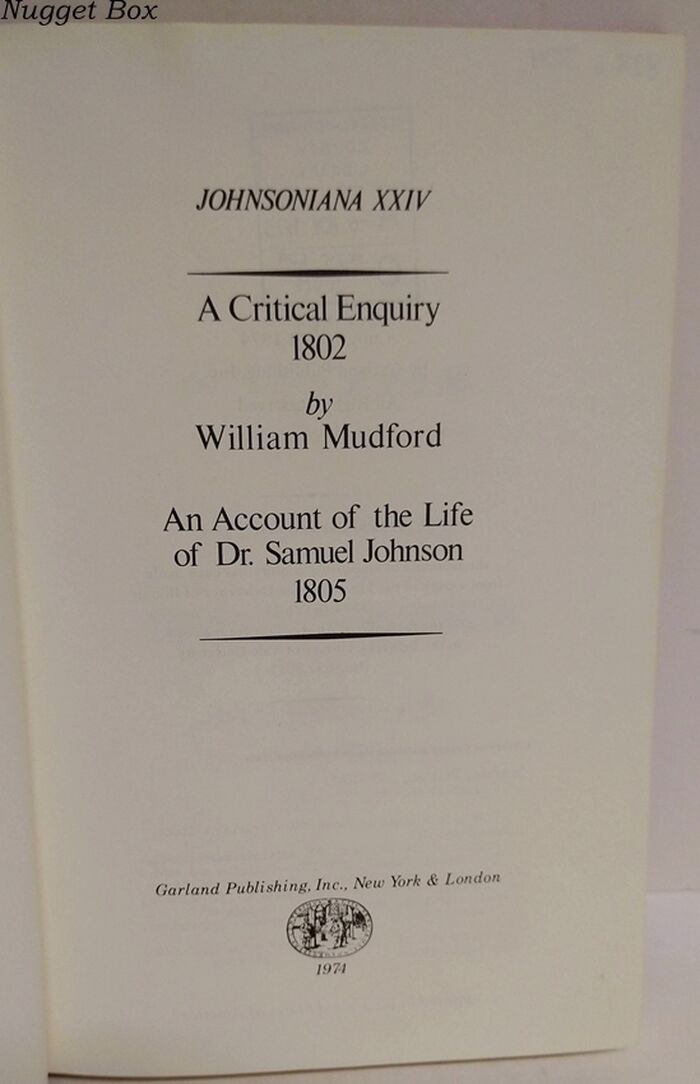 Nugget Box
JOHNSONIANA XXIV
A Critical Enquiry
1802
by
William Mudford
An Account of the Life
of Dr. Samuel Johnson
1805
Garland Publishing, Inc., New York & London
1974